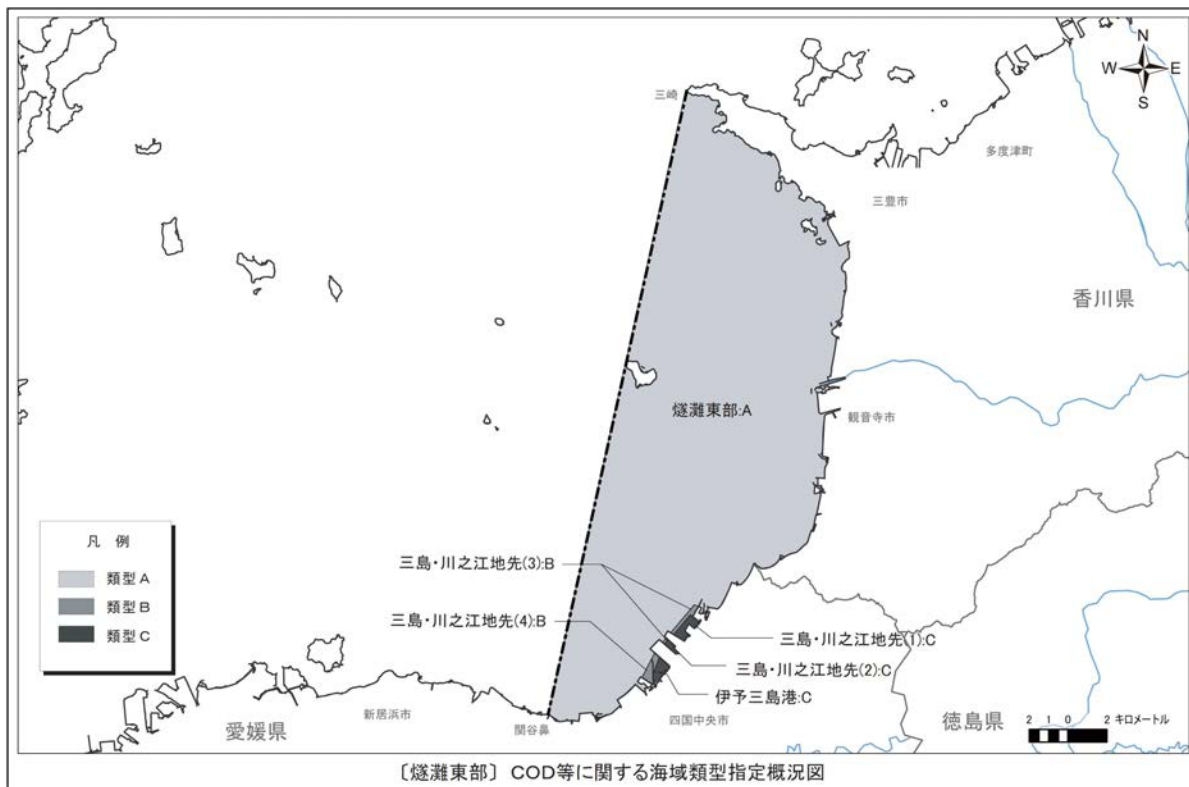 N
W E
S
三崎
多度津町
三豊市
香川県
燧灘東部:A
観音寺市
凡 例
類型A
類型B
類型C
三島・川之江地先(3):B
三島・川之江地先(4):B
三島・川之江地先(1):C
三島・川之江地先(2):C
伊予三島港:C
愛媛県
新居浜市
関谷鼻
四国中央市
徳島県
2 1 0 2 キロメートル
〔燧灘東部〕 COD等に関する海域類型指定概況図